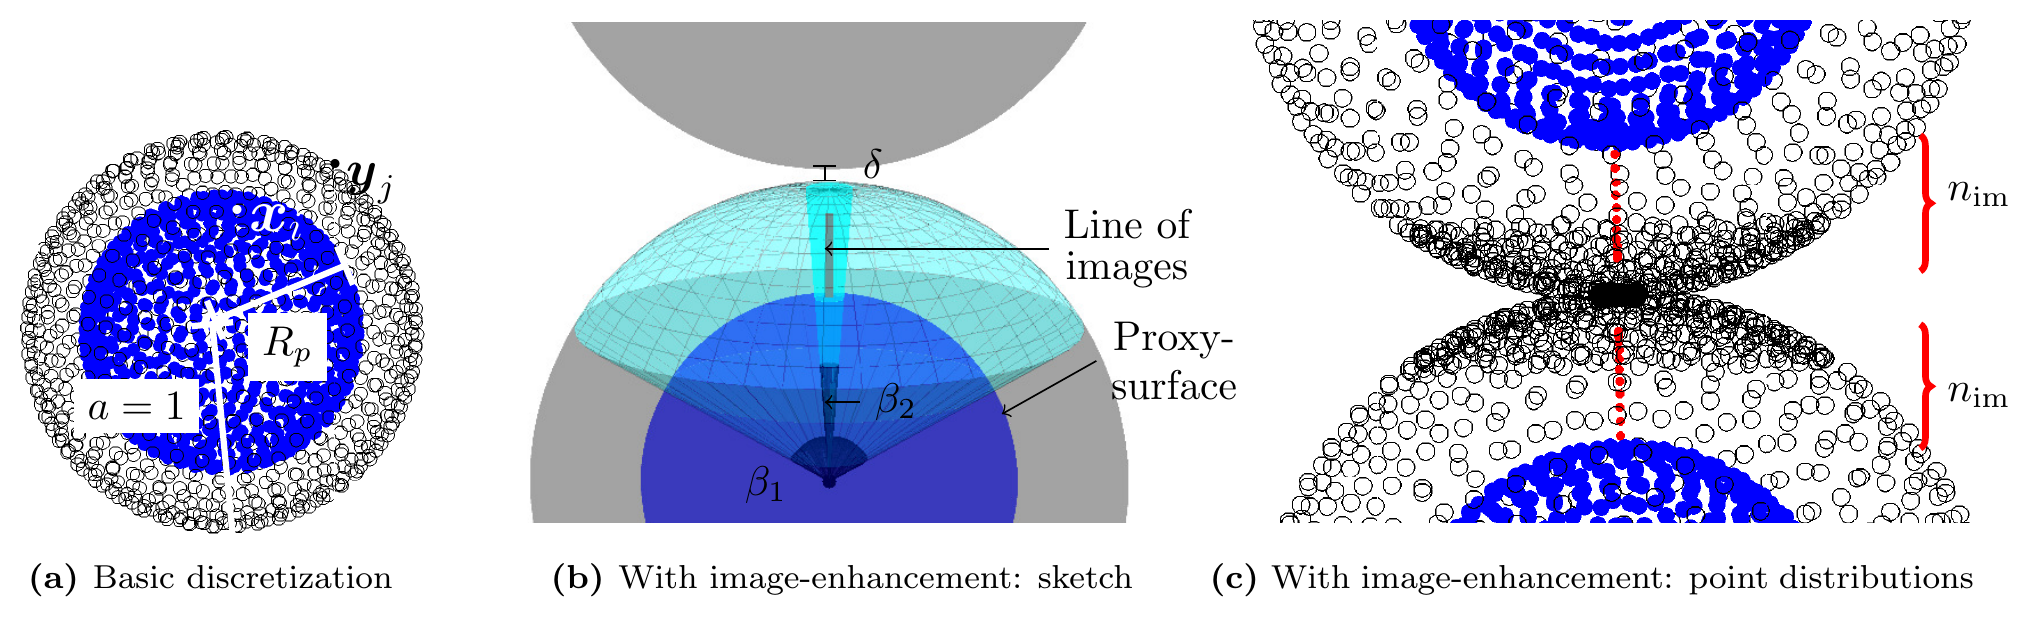 y_j
x_i
R_p
a = 1
(a) Basic discretization
δ
Line of
images
Proxy-
surface
β_2
β_1
(b) With image-enhancement: sketch
n_im
n_im
(c) With image-enhancement: point distributions